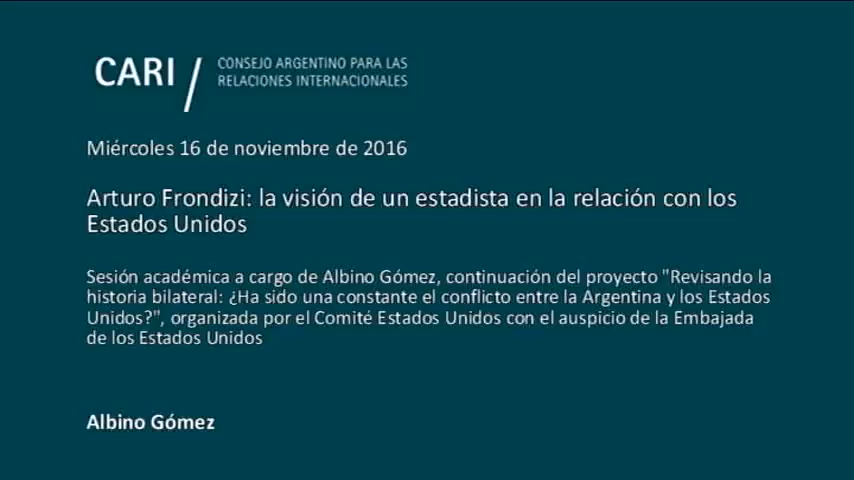 CARI / CONSEJO ARGENTINO PARA LAS
RELACIONES INTERNACIONALES
Miércoles 16 de noviembre de 2016
Arturo Frondizi: la visión de un estadista en la relación con los
Estados Unidos
Sesión académica a cargo de Albino Gómez, continuación del proyecto "Revisando la
historia bilateral: ¿Ha sido una constante el conflicto entre la Argentina y los Estados
Unidos?", organizada por el Comité Estados Unidos con el auspicio de la Embajada
de los Estados Unidos
Albino Gómez